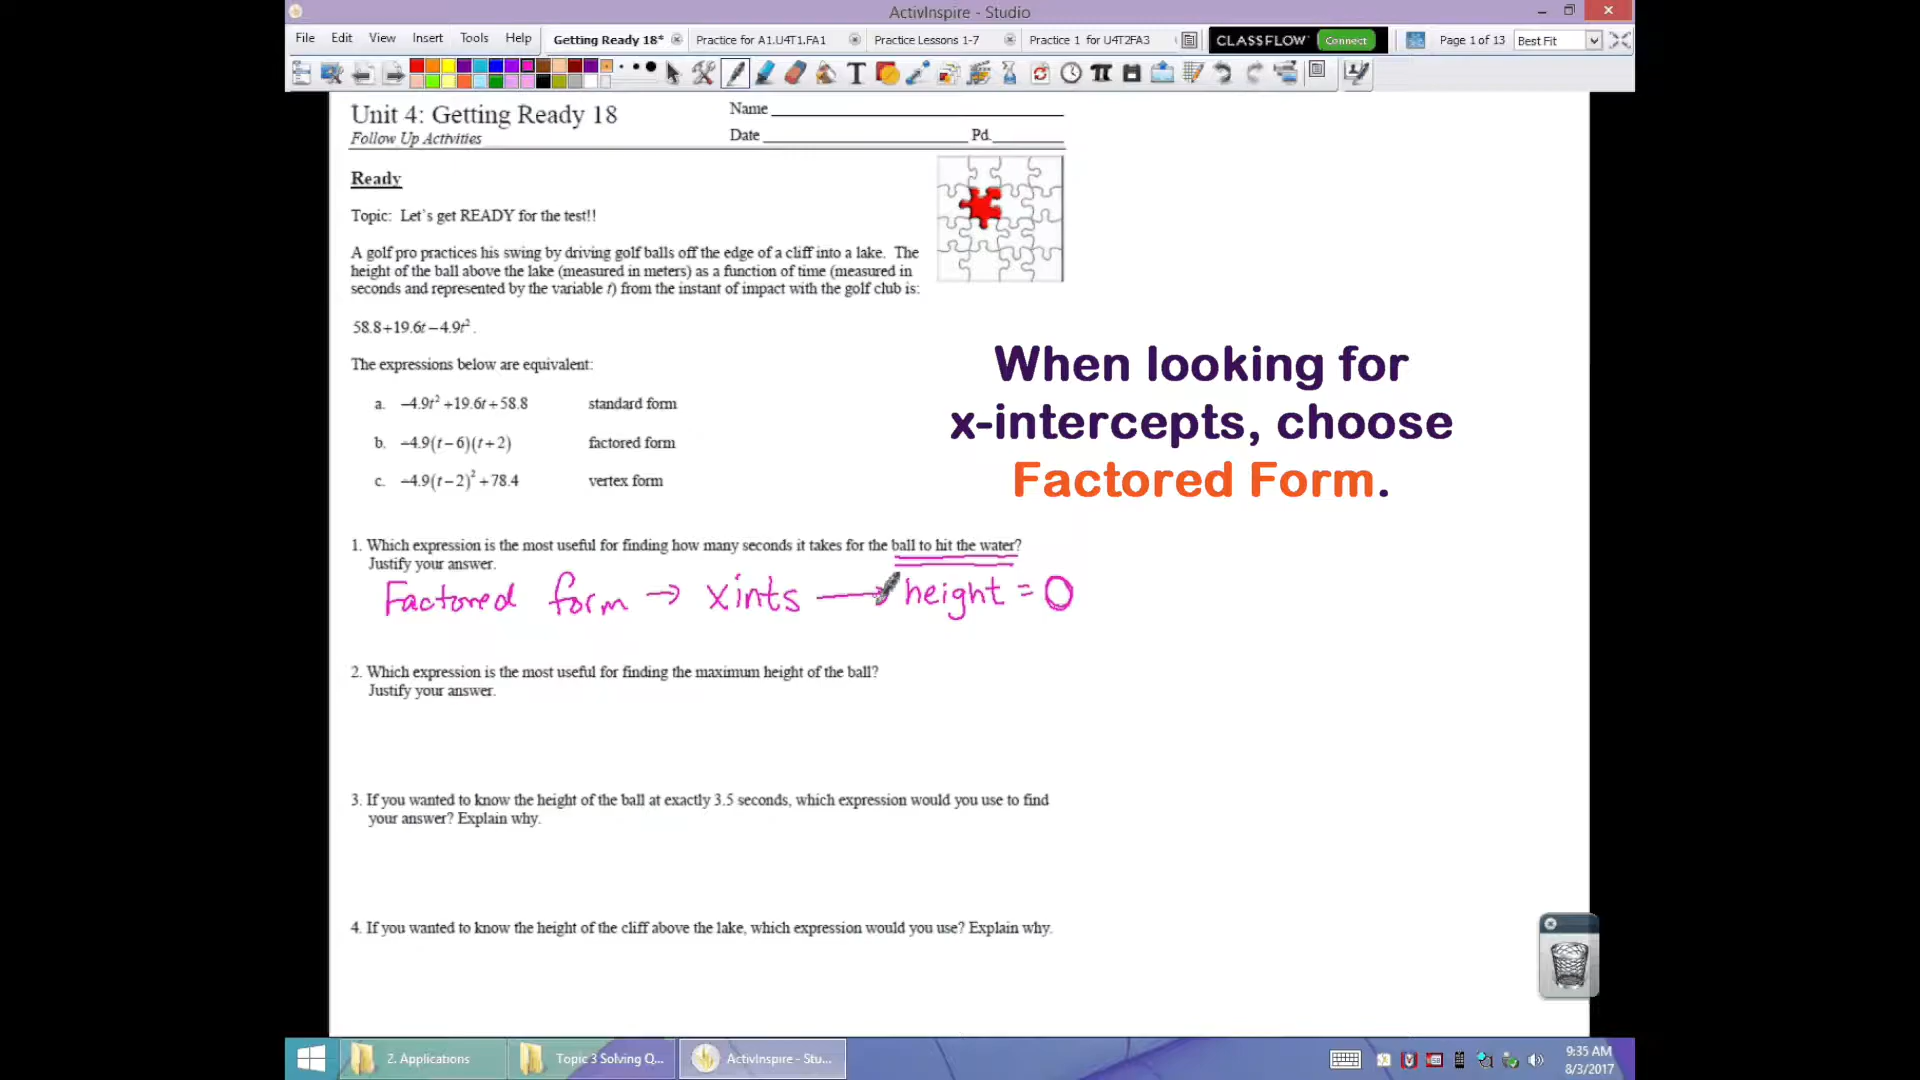 ActivInspire - Studio
File Edit View Insert Tools Help Getting Ready 18* Practice for A1.U4T1.FA1 Practice Lessons 1-7 Practice 1 for U4T2FA3 CLASSFLOW Connect Page 1 of 13 Best Fit
Unit 4: Getting Ready 18
Follow Up Activities
Name
Date Pd.
Ready
Topic: Let's get READY for the test!!
A golf pro practices his swing by driving golf balls off the edge of a cliff into a lake. The
height of the ball above the lake (measured in meters) as a function of time (measured in
seconds and represented by the variable t) from the instant of impact with the golf club is:
58.8+19.6t−4.9t².
The expressions below are equivalent:
a. −4.9t²+19.6t+58.8 standard form
b. −4.9(t−6)(t+2) factored form
c. −4.9(t−2)²+78.4 vertex form
When looking for
x-intercepts, choose
Factored Form.
1. Which expression is the most useful for finding how many seconds it takes for the ball to hit the water?
Justify your answer.
Factored form → xints → height = 0
2. Which expression is the most useful for finding the maximum height of the ball?
Justify your answer.
3. If you wanted to know the height of the ball at exactly 3.5 seconds, which expression would you use to find
your answer? Explain why.
4. If you wanted to know the height of the cliff above the lake, which expression would you use? Explain why.
2. Applications Topic 3 Solving Q... ActivInspire - Stu... 9:35 AM
8/3/2017